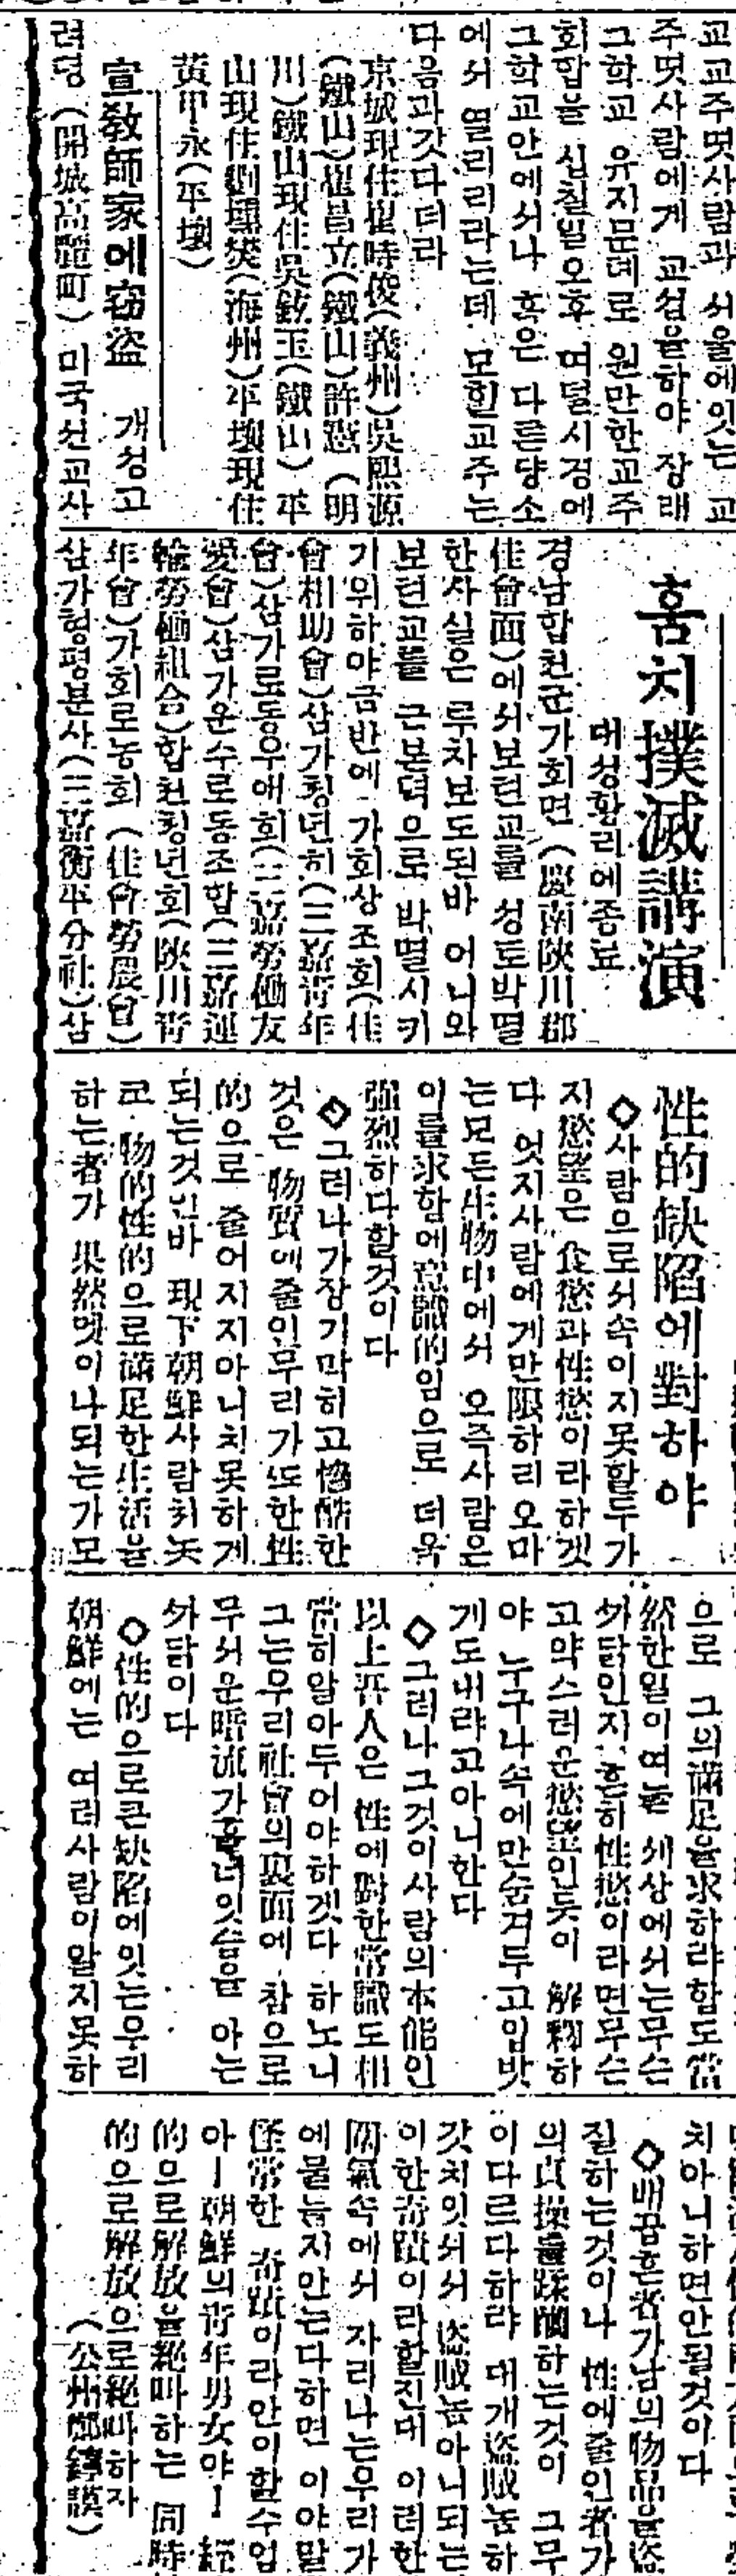 교교주몃사람과 서울에잇는 교
주몃사람에게 교섭을하야 장래
그학교 유지문뎨로 원만한교주
회합을 십칠일오후 여덜시경에
그학교안에서나 혹은 다른댱소
에서 열리리라는데 모힐교주는
다음과갓다더라
京城現住崔時俊(義州)吳熙源
(鐵山)崔昌立(鐵山)許憲(明
川)鐵山現住吳鉉玉(鐵山)平
山現住劉壎㷊(海州)平壤現住
黃甲永(平壤)
宣敎師家에窃盜 개성고
려뎡(開城高麗町) 미국선교사
훔치撲滅講演
대성황리에종료
경남합천군가회면(慶南陜川郡
佳會面)에서보텬교를 성토박멸
한사실은 루차보도된바 어니와
보텬교를 근본덕으로 박멸시키
기위하야금반에 가회상조회(佳
會相助會)삼가청년회(三嘉靑年
會)삼가로동우애회(三嘉勞働友
愛會)삼가운수로동조합(三嘉運
輸勞働組合)합천청년회(陜川靑
年會)가회로농회(佳會勞農會)
삼가형평분사(三嘉衡平分社)삼
性的缺陷에對하야
◇사람으로서속이지못할두가
지慾望은 食慾과性慾이라하겟
다 엇지사람에게만限하리오마
는모든生物中에서 오즉사람은
이를求함에意識的임으로 더욱
强烈하다할것이다
◇그러나가장기막히고慘酷한
것은 物質에줄인무리가또한性
的으로 줄어지지아니치못하게
되는것인바 現下朝鮮사람치놋
코 物的性的으로滿足한生活을
하는者가 果然멧이나되는가모
으로 그의滿足을求하랴함도當
然한일이여늘 세상에서는무슨
까닭인지 흔히性慾이라면무슨
고약스러운慾望인듯이 解釋하
야 누구나속에만숨겨두고입밧
게도내랴고아니한다
◇그러나그것이사람의本能인
以上吾人은 性에對한常識도相
當히알아두어야하겟다 하노니
그는우리社會의裏面에 참으로
무서운暗流가흘너잇슴을 아는
까닭이다
◇性的으로큰缺陷에잇는우리
朝鮮에는 여러사람이알지못하
치아니하면안될것이다
◇배곱흔者가남의物品을盜
질하는것이나 性에줄인者가
의貞操를蹂躪하는것이 그무
이다르다하랴 대개盜賊놈하
갓치잇서서 盜賊놈아니되는
이한奇蹟이라할진대 이러한
囲氣속에서 자라나는우리가
에물들지안는다하면 이야말
怪常한 奇蹟이라안이할수업
아ㅣ朝鮮의靑年男女야ㅣ 經
的므로解放을絶叫하는 同時
的으로解放으로絶叫하자